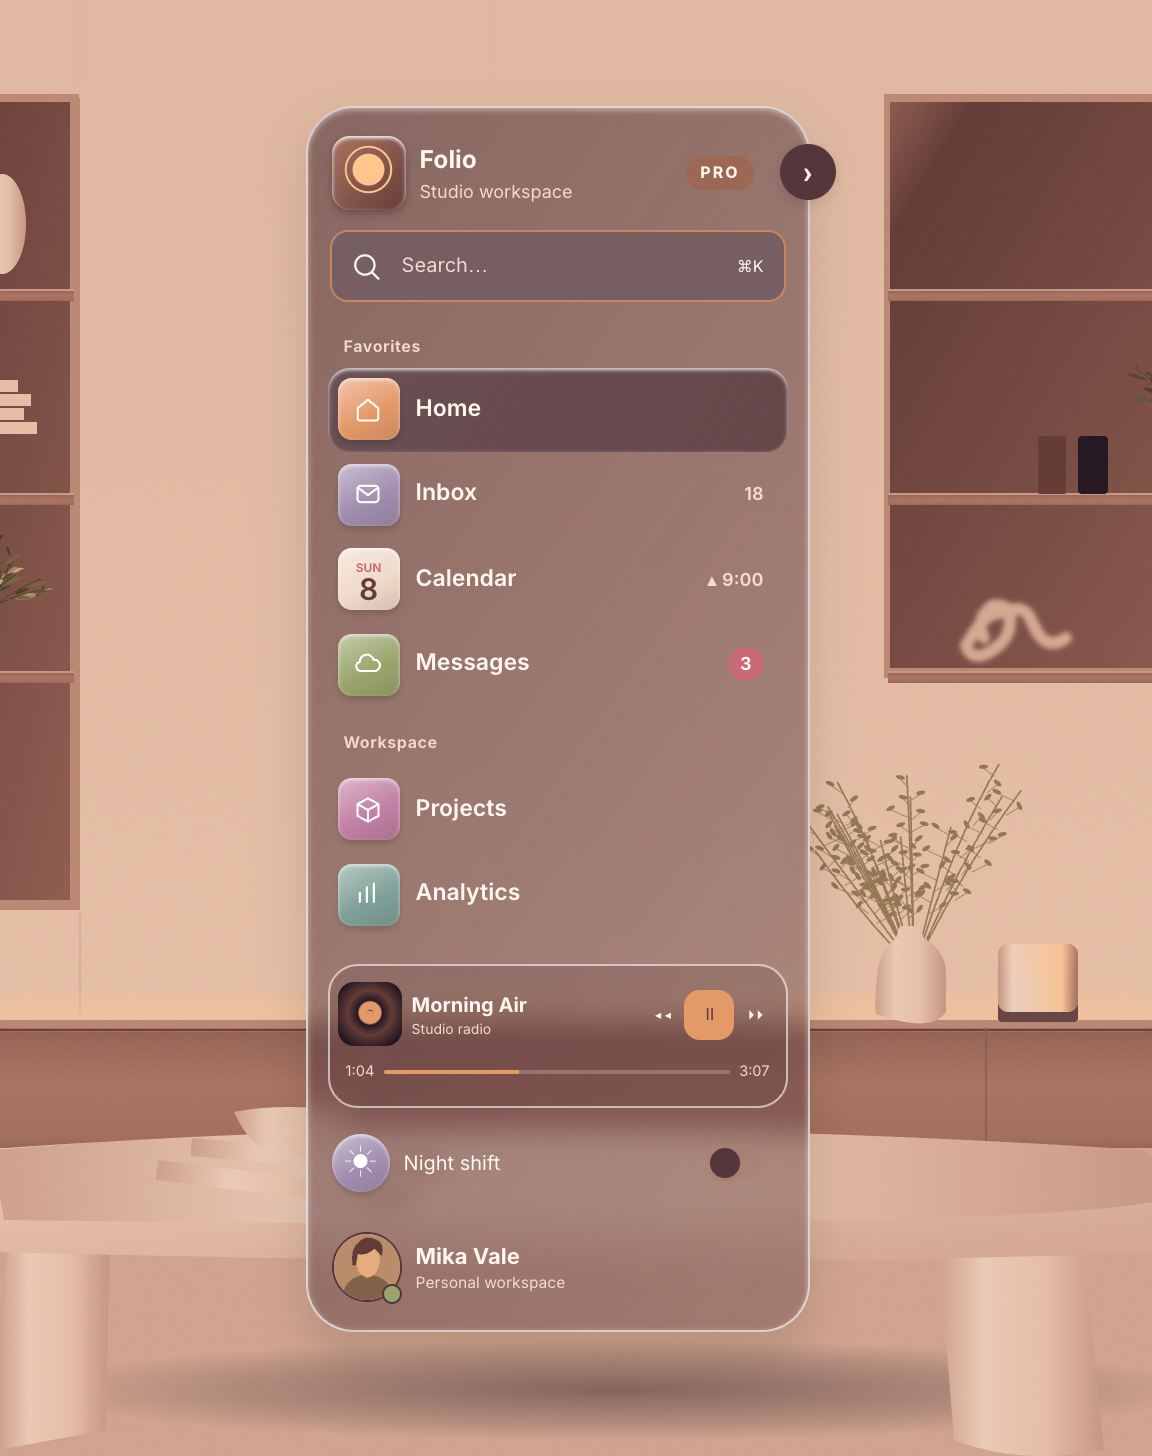 Folio
Studio workspace
PRO
›
Search...
⌘K
Favorites
Home
Inbox
18
SUN
8
Calendar
▲ 9:00
Messages
3
Workspace
Projects
Analytics
Morning Air
Studio radio
1:04
3:07
Night shift
Mika Vale
Personal workspace